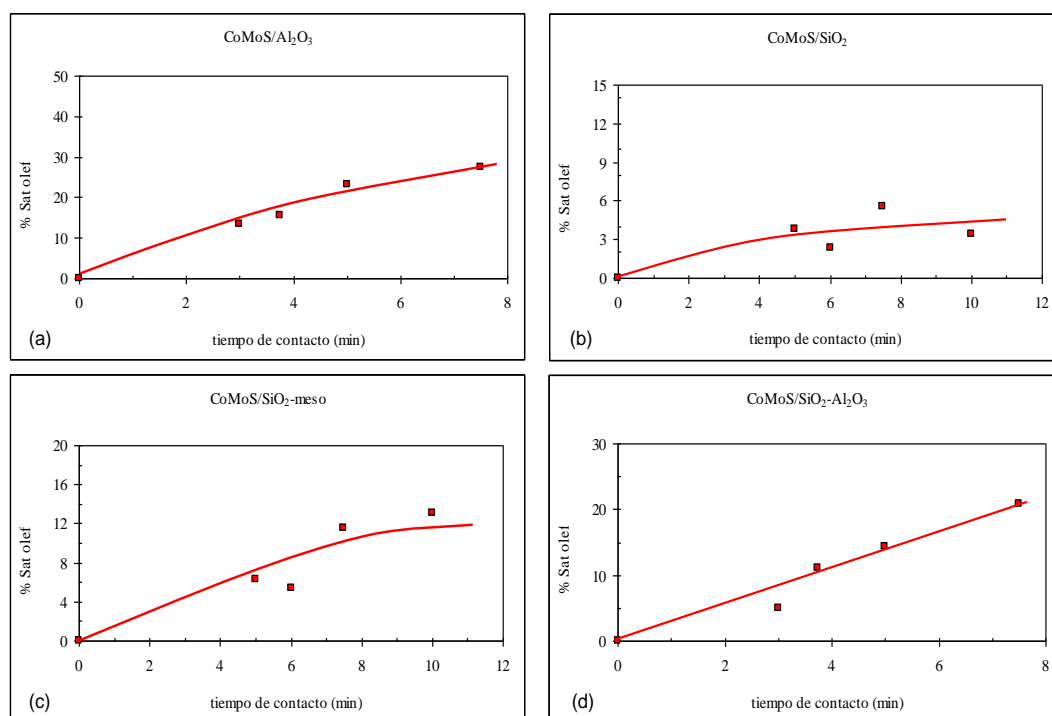 CoMoS/Al₂O₃
50
40
30
20
10
0
% Sat olef
0 2 4 6 8
tiempo de contacto (min)
(a)
CoMoS/SiO₂
15
12
9
6
3
0
% Sat olef
0 2 4 6 8 10 12
tiempo de contacto (min)
(b)
CoMoS/SiO₂-meso
20
16
12
8
4
0
% Sat olef
0 2 4 6 8 10 12
tiempo de contacto (min)
(c)
CoMoS/SiO₂-Al₂O₃
30
20
10
0
% Sat olef
0 2 4 6 8
tiempo de contacto (min)
(d)